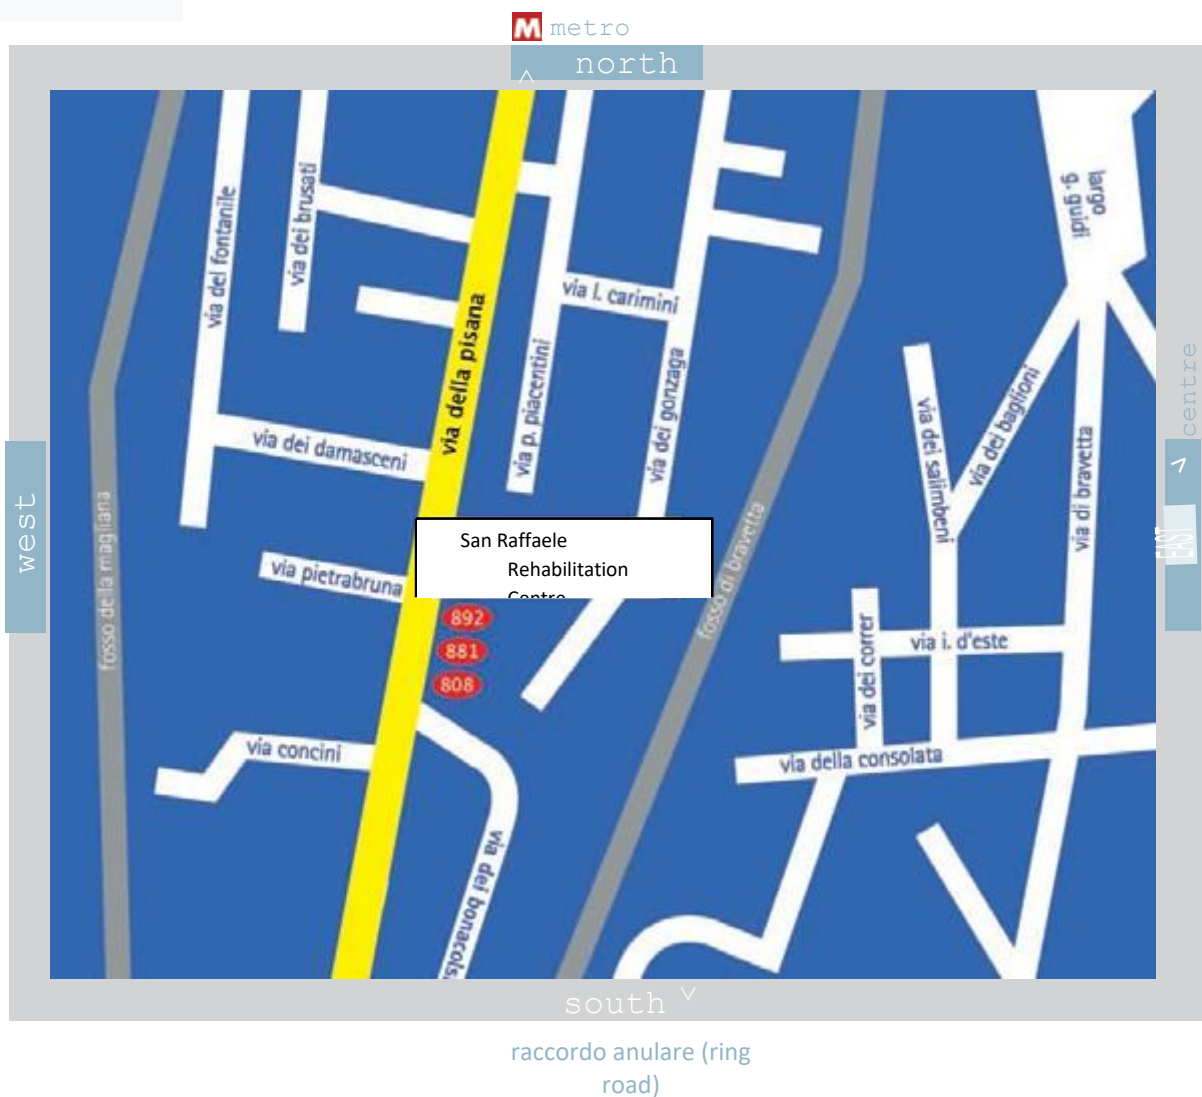 M metro
north
^
largo
g. guidi
via dei brusati
via del fontanile
via l. carimini
via della pisana
via p. piacentini
via dei gonzaga
centre
via dei baglioni
via dei salimbeni
via di bravetta
via dei damasceni
west
fosso della magliana
fosso di bravetta
San Raffaele
Rehabilitation
Centre
EAST
via pietrabruna
892
881
808
via i. d'este
via dei correr
via concini
via della consolata
via dei bonacolsi
south
raccordo anulare (ring
road)